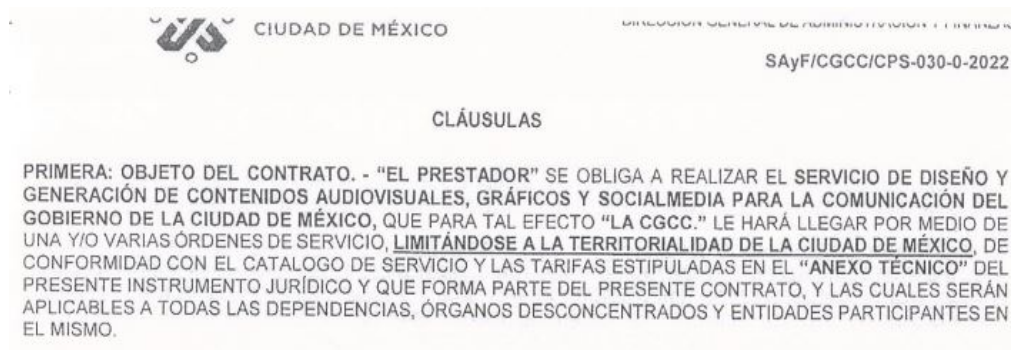 CIUDAD DE MÉXICO
DIRECCIÓN GENERAL DE ADMINISTRACIÓN Y
SAyF/CGCC/CPS-030-0-2022
CLÁUSULAS
PRIMERA: OBJETO DEL CONTRATO. - "EL PRESTADOR" SE OBLIGA A REALIZAR EL SERVICIO DE DISEÑO Y
GENERACIÓN DE CONTENIDOS AUDIOVISUALES, GRÁFICOS Y SOCIALMEDIA PARA LA COMUNICACIÓN DEL
GOBIERNO DE LA CIUDAD DE MÉXICO, QUE PARA TAL EFECTO "LA CGCC." LE HARÁ LLEGAR POR MEDIO DE
UNA Y/O VARIAS ÓRDENES DE SERVICIO, LIMITÁNDOSE A LA TERRITORIALIDAD DE LA CIUDAD DE MÉXICO, DE
CONFORMIDAD CON EL CATALOGO DE SERVICIO Y LAS TARIFAS ESTIPULADAS EN EL "ANEXO TÉCNICO" DEL
PRESENTE INSTRUMENTO JURÍDICO Y QUE FORMA PARTE DEL PRESENTE CONTRATO, Y LAS CUALES SERÁN
APLICABLES A TODAS LAS DEPENDENCIAS, ÓRGANOS DESCONCENTRADOS Y ENTIDADES PARTICIPANTES EN
EL MISMO.